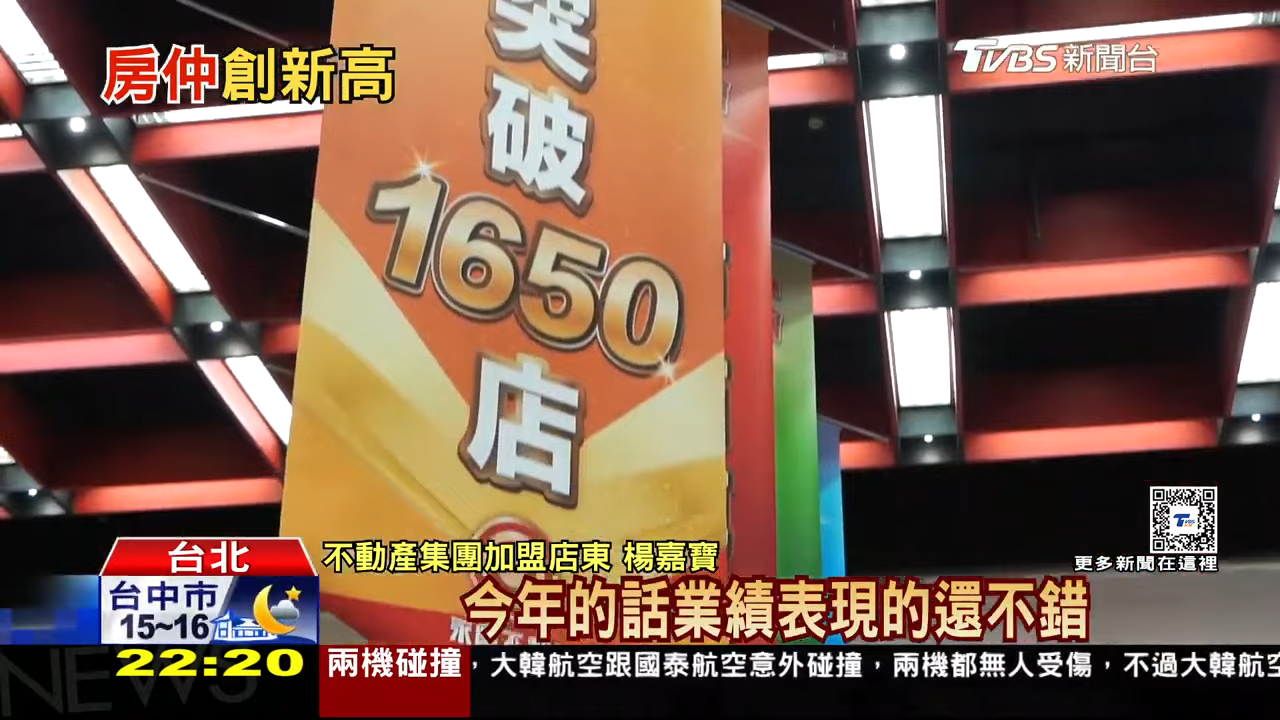 房仲創新高
TVBS新聞台
突破
1650
店
台北
不動產集團加盟店東 楊嘉寶
更多新聞在這裡
台中市
15~16
今年的話業績表現的還不錯
22:20
兩機碰撞，大韓航空跟國泰航空意外碰撞，兩機都無人受傷，不過大韓航空
NEWS